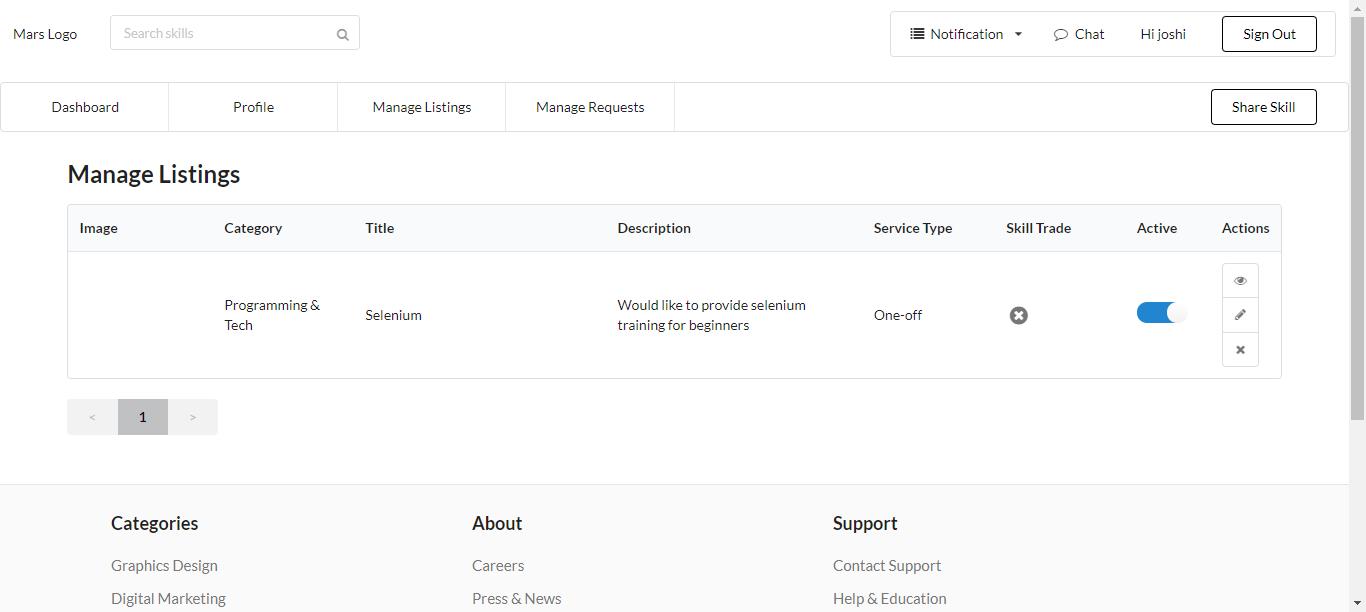 Mars Logo
Search skills
Notification
Chat
Hi joshi
Sign Out
Dashboard
Profile
Manage Listings
Manage Requests
Share Skill
Manage Listings
Image
Category
Title
Description
Service Type
Skill Trade
Active
Actions
Programming &
Tech
Selenium
Would like to provide selenium
training for beginners
One-off
<
1
>
Categories
About
Support
Graphics Design
Careers
Contact Support
Digital Marketing
Press & News
Help & Education